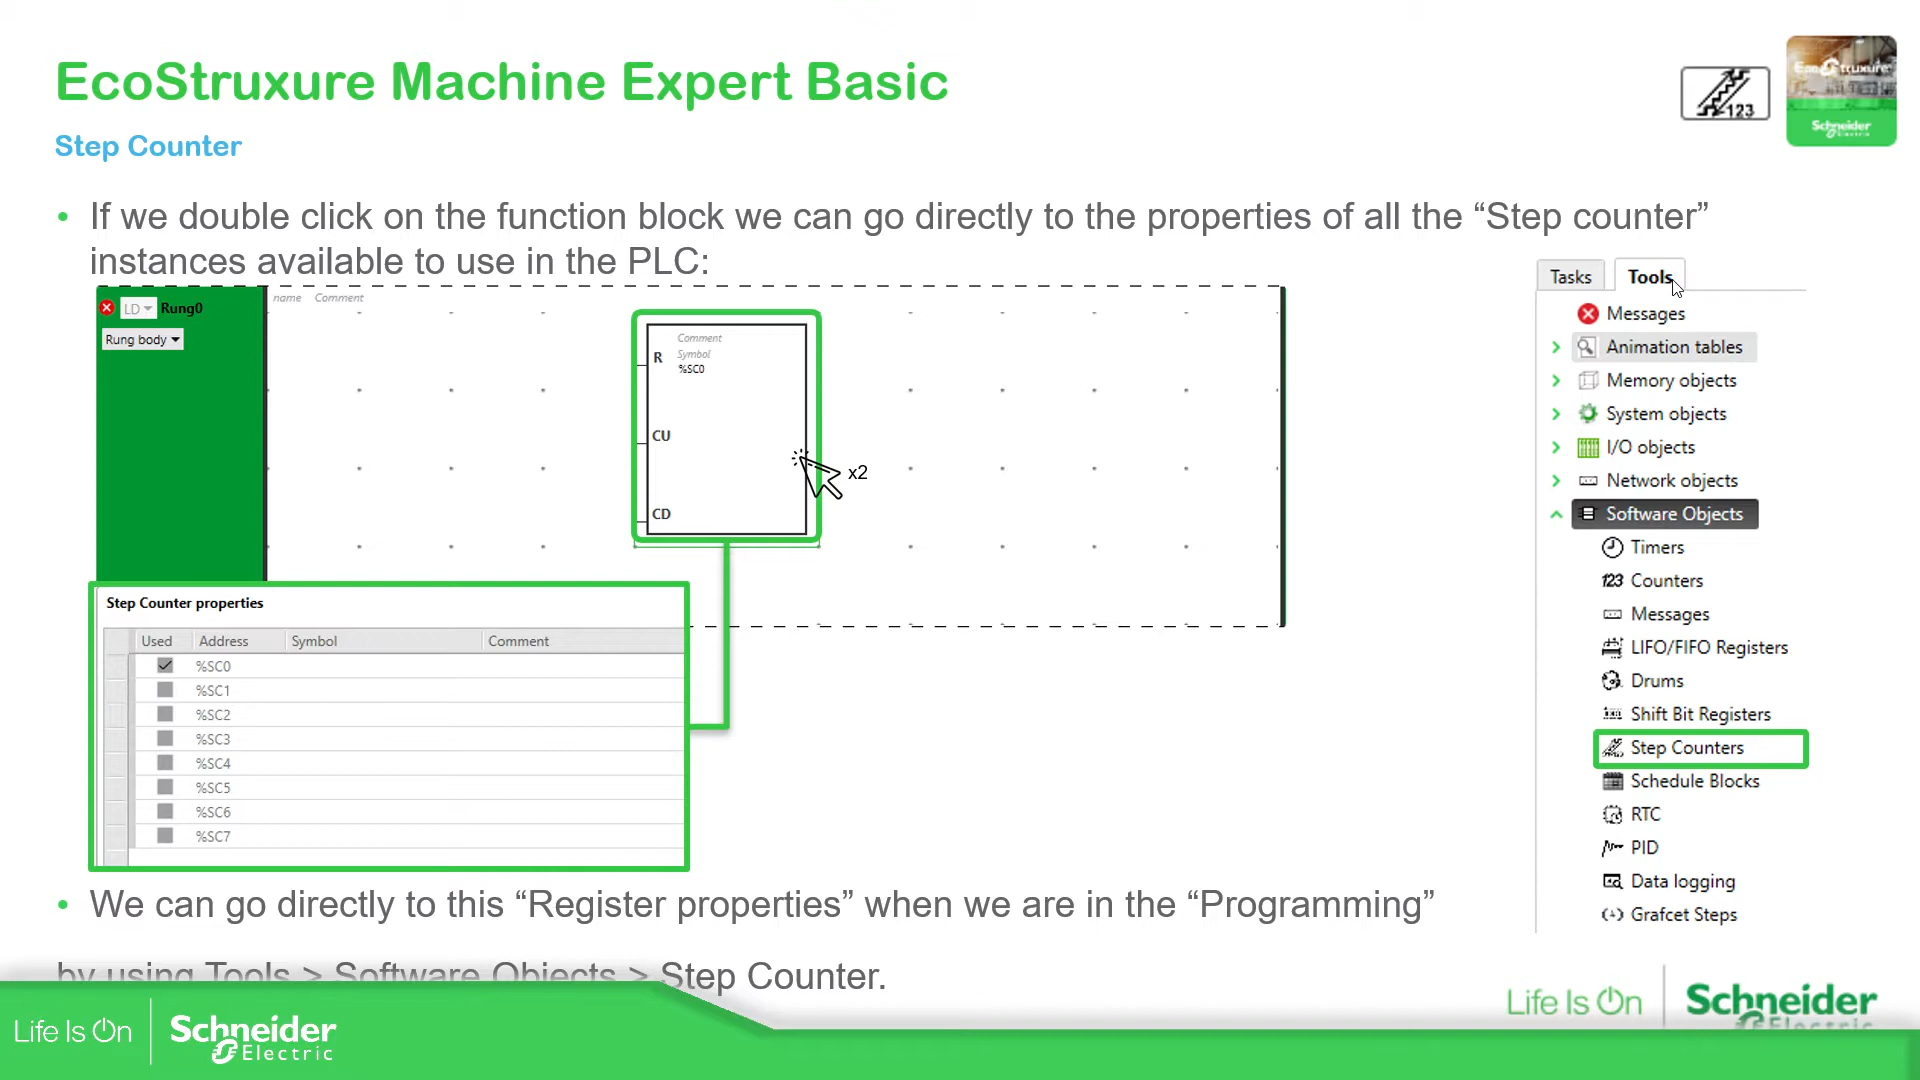 EcoStruxure Machine Expert Basic
Step Counter
123
EcoStruxure
Schneider
Electric
• If we double click on the function block we can go directly to the properties of all the “Step counter”
instances available to use in the PLC:
LD
Rung0
name Comment
Rung body
Comment
Symbol
R
%SC0
CU
CD
x2
Step Counter properties
Used Address Symbol Comment
%SC0
%SC1
%SC2
%SC3
%SC4
%SC5
%SC6
%SC7
Tasks Tools
Messages
Animation tables
Memory objects
System objects
I/O objects
Network objects
Software Objects
Timers
123 Counters
Messages
LIFO/FIFO Registers
Drums
Shift Bit Registers
Step Counters
Schedule Blocks
RTC
PID
Data logging
Grafcet Steps
• We can go directly to this “Register properties” when we are in the “Programming”
by using Tools > Software Objects > Step Counter.
Life Is On
Schneider
Electric
Life Is On
Schneider
Electric